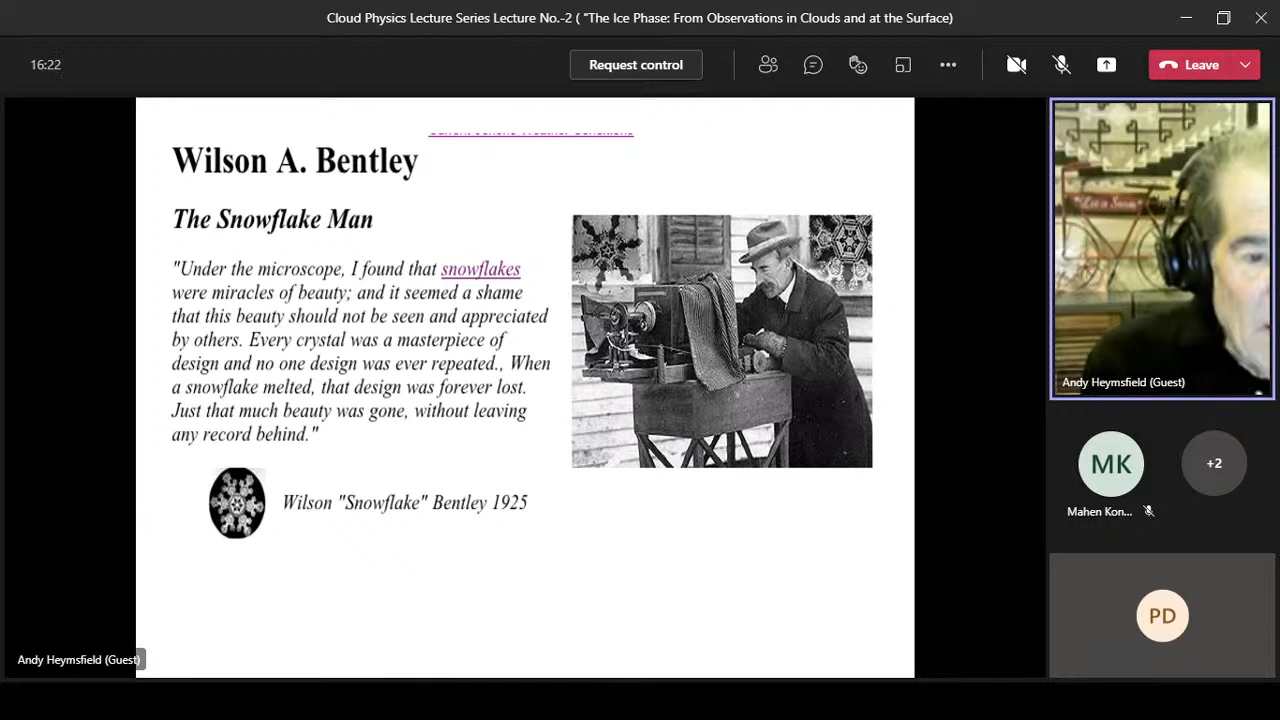 Cloud Physics Lecture Series Lecture No.-2 ( "The Ice Phase: From Observations in Clouds and at the Surface)
16:22
Request control
Leave
Wilson A. Bentley
The Snowflake Man
"Under the microscope, I found that snowflakes
were miracles of beauty; and it seemed a shame
that this beauty should not be seen and appreciated
by others. Every crystal was a masterpiece of
design and no one design was ever repeated., When
a snowflake melted, that design was forever lost.
Just that much beauty was gone, without leaving
any record behind."
Wilson "Snowflake" Bentley 1925
Andy Heymsfield (Guest)
MK
+2
Mahen Kon...
PD
Andy Heymsfield (Guest)